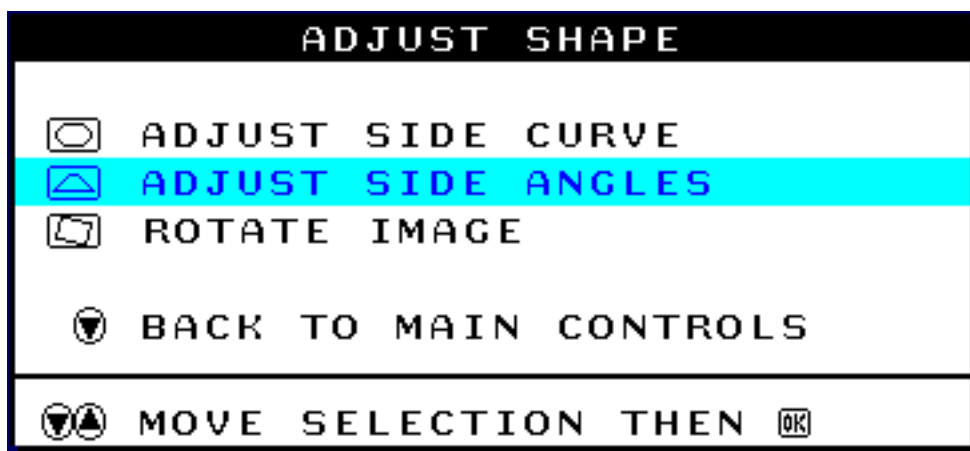 ADJUST SHAPE
ADJUST SIDE CURVE
ADJUST SIDE ANGLES
ROTATE IMAGE
BACK TO MAIN CONTROLS
MOVE SELECTION THEN OK